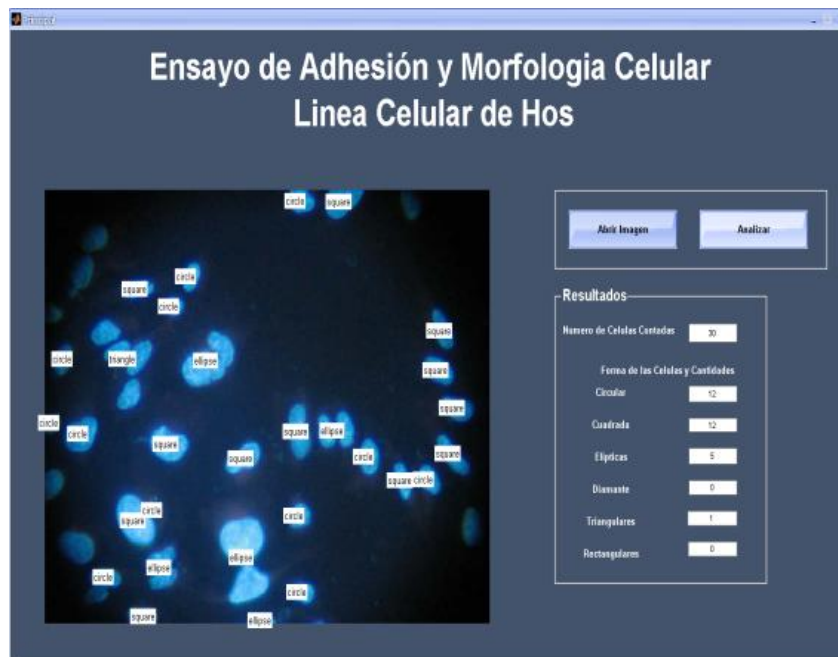 Principal
Ensayo de Adhesión y Morfologia Celular
Linea Celular de Hos
circle square
circle
square
circle
circle triangle ellipse
circle
circle
square
square
square ellipse
circle
square
square
square
square
square circle
square
circle
square
circle
ellipse
circle
ellipse
circle
square
ellipse
Abrir Imagen Analizar
Resultados
Numero de Celulas Contadas 30
Forma de las Celulas y Cantidades
Circular 12
Cuadrada 12
Elipticas 5
Diamante 0
Triangulares 1
Rectangulares 0